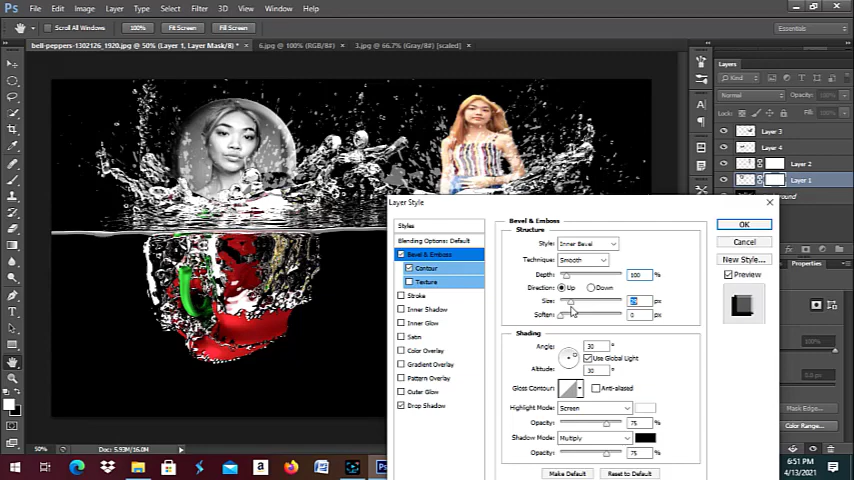 Ps File Edit Image Layer Type Select Filter 3D View Window Help
Scroll All Windows 100% Fit Screen Fill Screen Essentials
bell-peppers-1302126_1920.jpg @ 50% (Layer 1, Layer Mask/8) * × 6.jpg @ 100% (RGB/8#) × 3.jpg @ 66.7% (Gray/8#) [scaled] ×
Layers
Kind
Normal Opacity: 100%
Lock: Fill: 100%
Layer 3
Layer 4
Layer 2
Layer 1
Layer Style
Styles
Blending Options: Default
Bevel & Emboss
Contour
Texture
Stroke
Inner Shadow
Inner Glow
Satin
Color Overlay
Gradient Overlay
Pattern Overlay
Outer Glow
Drop Shadow
Bevel & Emboss
Structure
Style: Inner Bevel
Technique: Smooth
Depth: 100 %
Direction: Up Down
Size: 29 px
Soften: 0 px
Shading
Angle: 30 °
Use Global Light
Altitude: 30 °
Gloss Contour: Anti-aliased
Highlight Mode: Screen
Opacity: 75 %
Shadow Mode: Multiply
Opacity: 75 %
Make Default Reset to Default
OK
Cancel
New Style...
Preview
Properties
Mask Edge...
Color Range...
50% Doc: 5.93M/16.0M
a W Ps
6:51 PM
4/13/2021